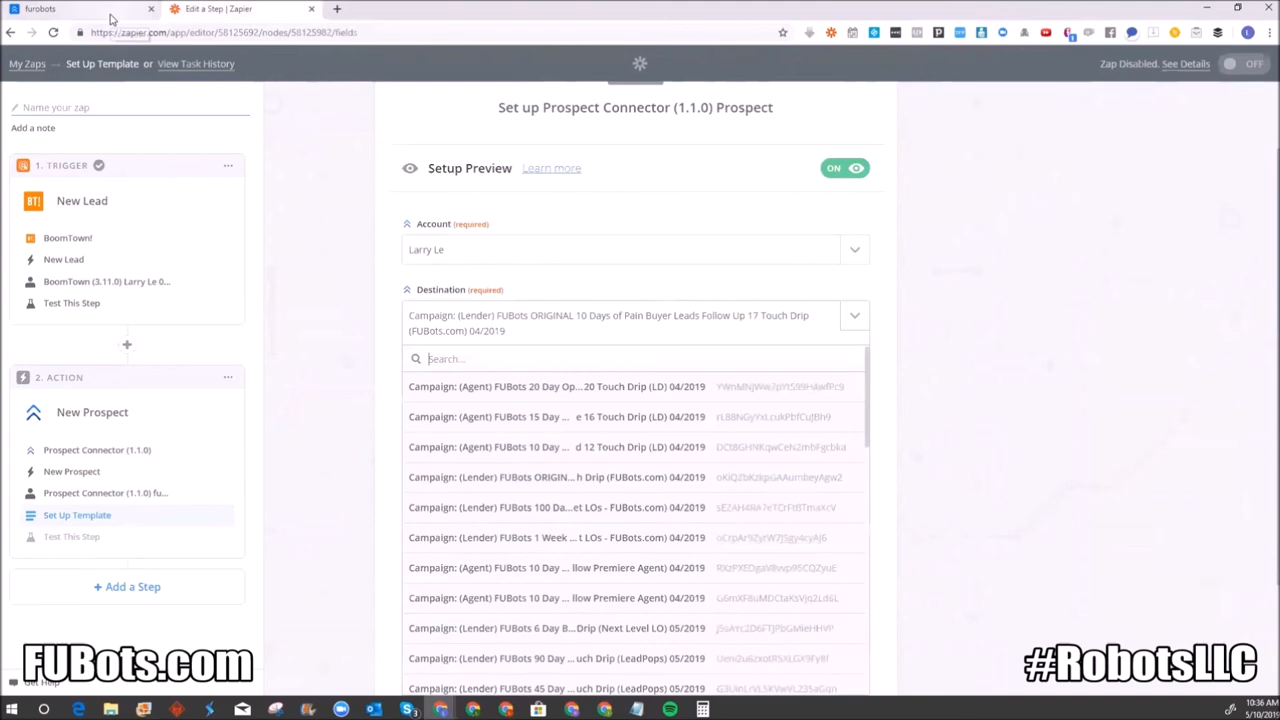 furobots
Edit a Step | Zapier
https://zapier.com/app/editor/58125692/nodes/58125982/fields
My Zaps — Set Up Template or View Task History
Zap Disabled. See Details OFF
Name your zap
Add a note
1. TRIGGER
BT! New Lead
BoomTown!
New Lead
BoomTown (3.11.0) Larry Le 0...
Test This Step
2. ACTION
New Prospect
Prospect Connector (1.1.0)
New Prospect
Prospect Connector (1.1.0) fu...
Set Up Template
Test This Step
+ Add a Step
Set up Prospect Connector (1.1.0) Prospect
Setup Preview Learn more ON
Account (required)
Larry Le
Destination (required)
Campaign: (Lender) FUBots ORIGINAL 10 Days of Pain Buyer Leads Follow Up 17 Touch Drip
(FUBots.com) 04/2019
Search...
Campaign: (Agent) FUBots 20 Day Op... 20 Touch Drip (LD) 04/2019
Campaign: (Agent) FUBots 15 Day ... e 16 Touch Drip (LD) 04/2019
Campaign: (Agent) FUBots 10 Day ... d 12 Touch Drip (LD) 04/2019
Campaign: (Lender) FUBots ORIGIN... h Drip (FUBots.com) 04/2019
Campaign: (Lender) FUBots 100 Da...et LOs - FUBots.com) 04/2019
Campaign: (Lender) FUBots 1 Week ... t LOs - FUBots.com) 04/2019
Campaign: (Agent) FUBots 10 Day ... llow Premiere Agent) 04/2019
Campaign: (Agent) FUBots 10 Day ... llow Premiere Agent) 04/2019
Campaign: (Lender) FUBots 6 Day B...Drip (Next Level LO) 05/2019
Campaign: (Lender) FUBots 90 Day ...uch Drip (LeadPops) 05/2019
Campaign: (Lender) FUBots 45 Day ...uch Drip (LeadPops) 05/2019
FUBots.com
#RobotsLLC
Get Help
10:36 AM
5/10/2019